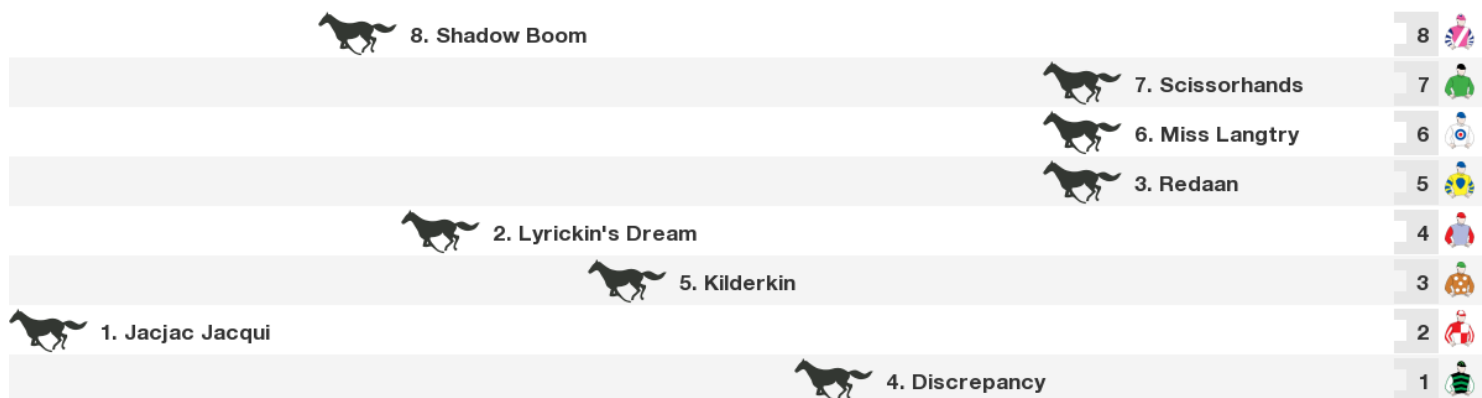 8. Shadow Boom 8
7. Scissorhands 7
6. Miss Langtry 6
3. Redaan 5
2. Lyrickin's Dream 4
5. Kilderkin 3
1. Jacjac Jacqui 2
4. Discrepancy 1